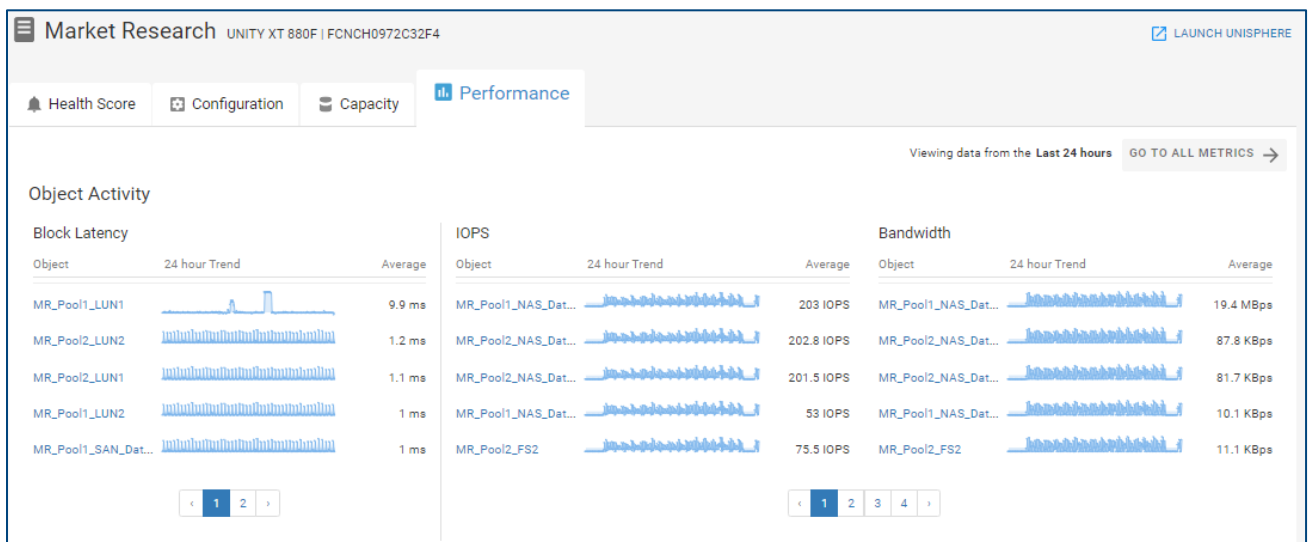 Market Research UNITY XT 880F | FCNCH0972C32F4 LAUNCH UNISPHERE
Health Score Configuration Capacity Performance
Viewing data from the Last 24 hours GO TO ALL METRICS →
Object Activity
Block Latency IOPS Bandwidth
Object 24 hour Trend Average Object 24 hour Trend Average Object 24 hour Trend Average
MR_Pool1_LUN1 9.9 ms MR_Pool1_NAS_Dat... 203 IOPS MR_Pool1_NAS_Dat... 19.4 MBps
MR_Pool2_LUN2 1.2 ms MR_Pool2_NAS_Dat... 202.8 IOPS MR_Pool2_NAS_Dat... 87.8 KBps
MR_Pool2_LUN1 1.1 ms MR_Pool2_NAS_Dat... 201.5 IOPS MR_Pool2_NAS_Dat... 81.7 KBps
MR_Pool1_LUN2 1 ms MR_Pool1_NAS_Dat... 53 IOPS MR_Pool1_NAS_Dat... 10.1 KBps
MR_Pool1_SAN_Dat... 1 ms MR_Pool2_FS2 75.5 IOPS MR_Pool2_FS2 11.1 KBps
‹ 1 2 › ‹ 1 2 3 4 ›